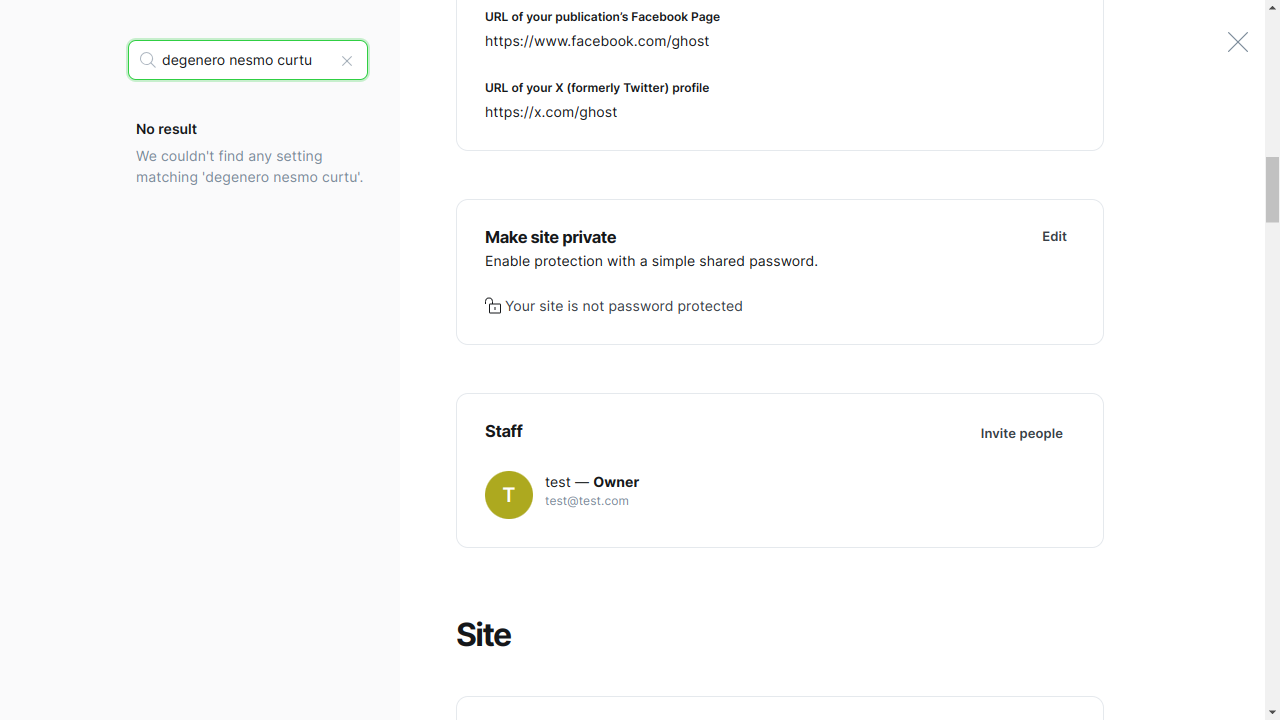 degenero nesmo curtu
No result
We couldn't find any setting
matching 'degenero nesmo curtu'.
URL of your publication’s Facebook Page
https://www.facebook.com/ghost
URL of your X (formerly Twitter) profile
https://x.com/ghost
Make site private
Edit
Enable protection with a simple shared password.
Your site is not password protected
Staff
Invite people
T
test — Owner
test@test.com
Site